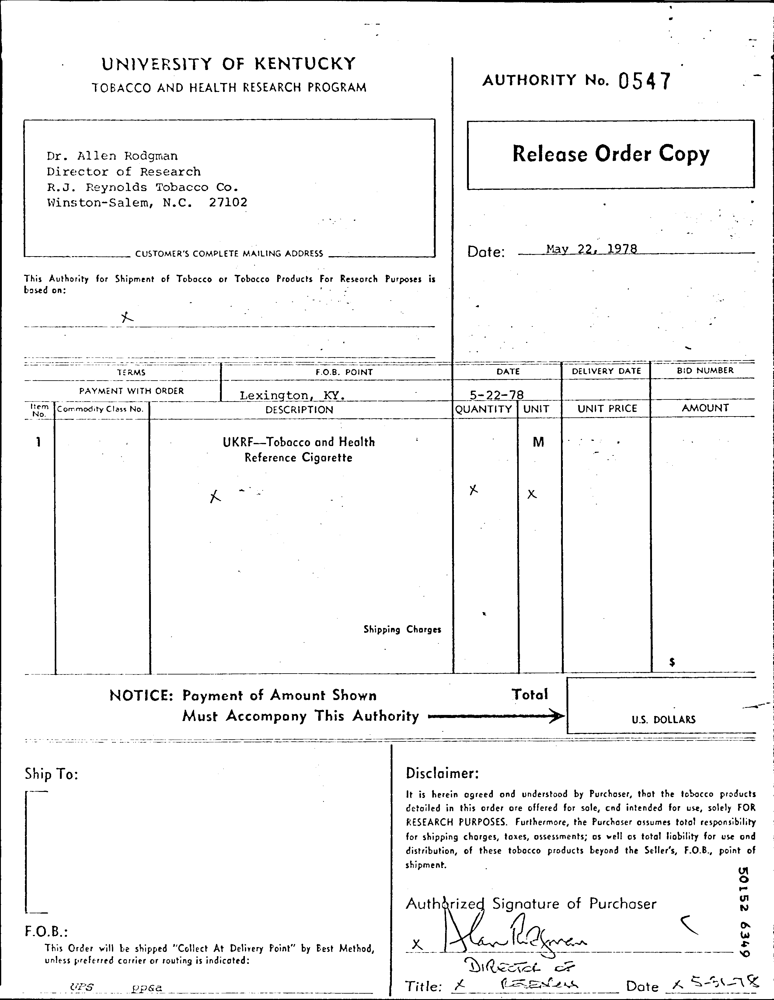 UNIVERSITY OF KENTUCKY
TOBACCO AND HEALTH RESEARCH PROGRAM
AUTHORITY No. 0547
Dr. Allen Rodgman
Director of Research
R.J. Reynolds Tobacco Co.
Winston-Salem, N.C. 27102
CUSTOMER'S COMPLETE MAILING ADDRESS
Release Order Copy
Date: May 22, 1978
This Authority for Shipment of Tobacco or Tobacco Products For Research Purposes is
based on:
X
TERMS F.O.B. POINT DATE DELIVERY DATE BID NUMBER
PAYMENT WITH ORDER Lexington, KY. 5-22-78
Item No. Commodity Class No. DESCRIPTION QUANTITY UNIT UNIT PRICE AMOUNT
1 UKRF—Tobacco and Health M
Reference Cigarette
X X X
Shipping Charges
$
NOTICE: Payment of Amount Shown Total
Must Accompany This Authority U.S. DOLLARS
Ship To:
F.O.B.:
This Order will be shipped "Collect At Delivery Point" by Best Method,
unless preferred carrier or routing is indicated:
UPS
Disclaimer:
It is herein agreed and understood by Purchaser, that the tobacco products
detailed in this order are offered for sale, and intended for use, solely FOR
RESEARCH PURPOSES. Furthermore, the Purchaser assumes total responsibility
for shipping charges, taxes, assessments; as well as total liability for use and
distribution, of these tobacco products beyond the Seller's, F.O.B., point of
shipment.
Authorized Signature of Purchaser
X Alan Rodgman
DIRECTOR OF
Title: X RESEARCH Date X 5-31-78
50152 6349